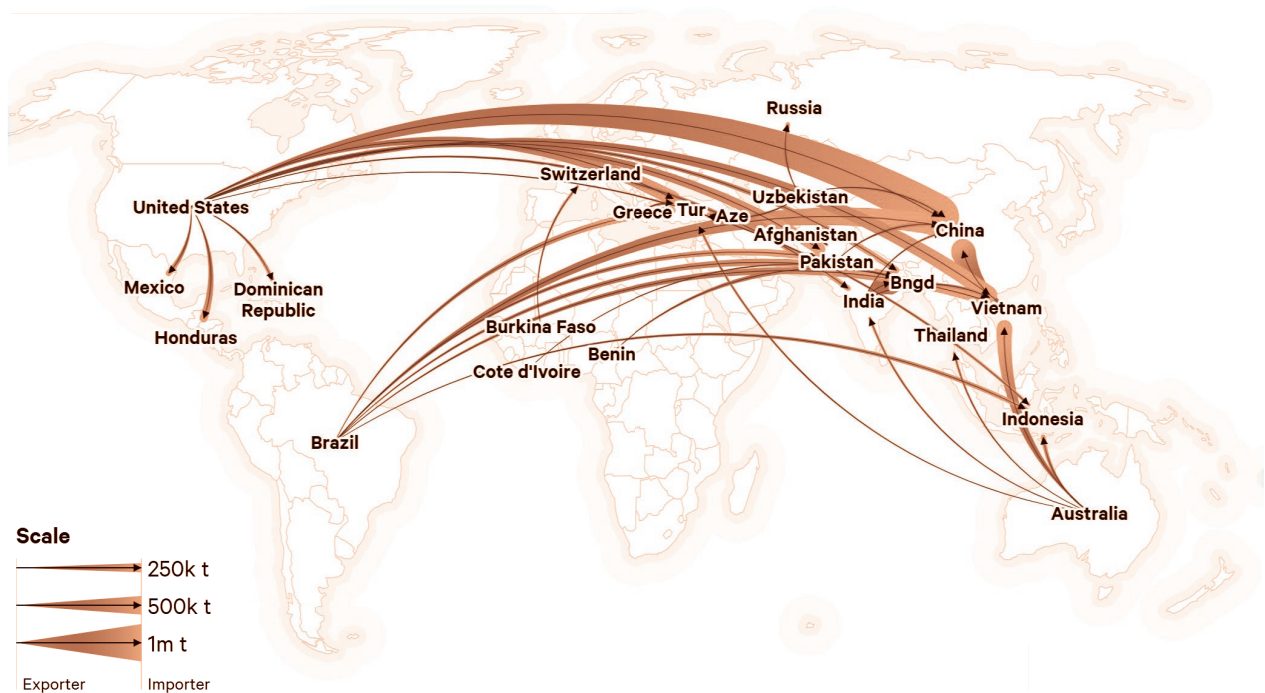 Russia
Switzerland
Uzbekistan
United States
Greece
Tur
Aze
China
Afghanistan
Pakistan
Mexico
Dominican
Republic
Bngd
India
Vietnam
Honduras
Burkina Faso
Thailand
Benin
Cote d'Ivoire
Indonesia
Brazil
Australia
Scale
250k t
500k t
1m t
Exporter
Importer